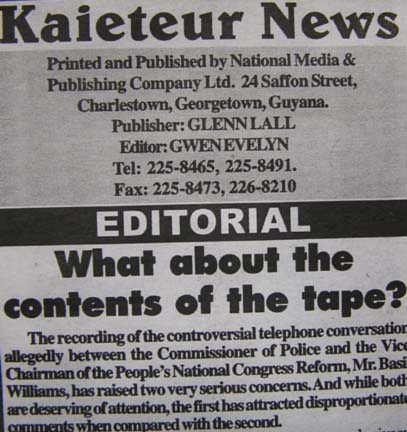 Kaieteur News
Printed and Published by National Media &
Publishing Company Ltd. 24 Saffon Street,
Charlestown, Georgetown, Guyana.
Publisher: GLENN LALL
Editor: GWEN EVELYN
Tel: 225-8465, 225-8491.
Fax: 225-8473, 226-8210
EDITORIAL
What about the
contents of the tape?
The recording of the controversial telephone conversation
allegedly between the Commissioner of Police and the Vice
Chairman of the People's National Congress Reform, Mr. Basil
Williams, has raised two very serious concerns. And while both
are deserving of attention, the first has attracted disproportionate
comments when compared with the second.